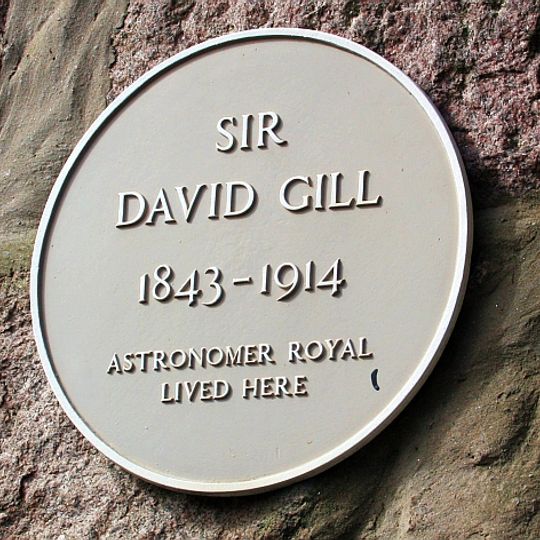 SIR
DAVID GILL
1843-1914
ASTRONOMER ROYAL
LIVED HERE